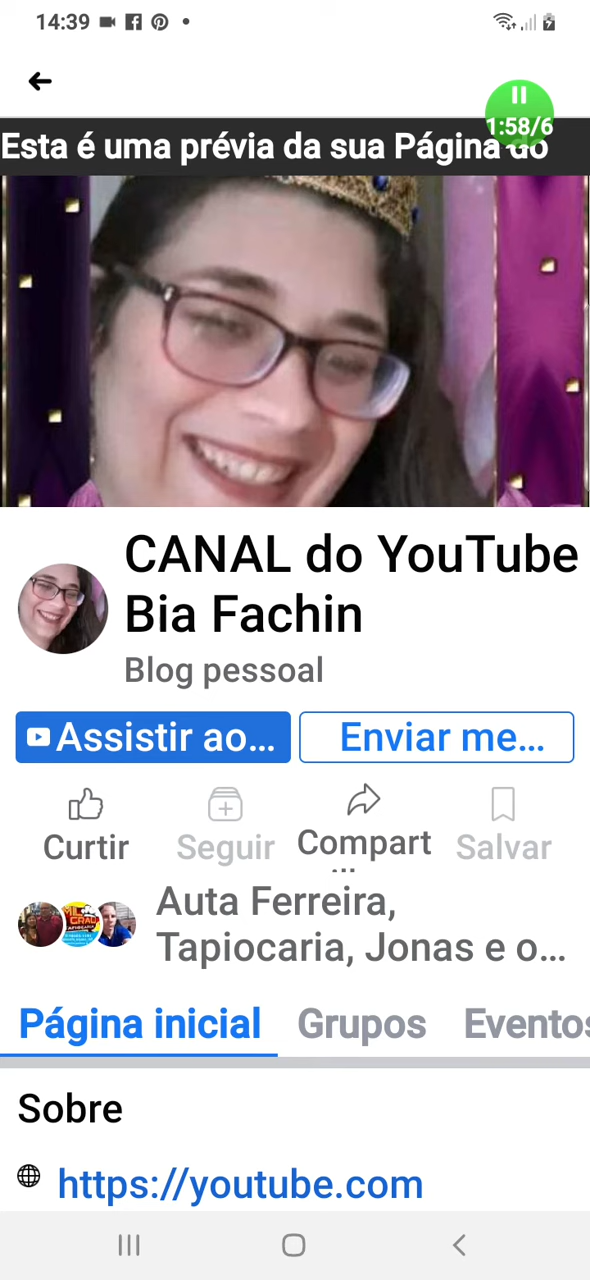 14:39
1:58/6
Esta é uma prévia da sua Página do
CANAL do YouTube
Bia Fachin
Blog pessoal
Assistir ao...
Enviar me...
Curtir
Seguir
Compart
...
Salvar
Auta Ferreira,
Tapiocaria, Jonas e o...
Página inicial
Grupos
Eventos
Sobre
https://youtube.com